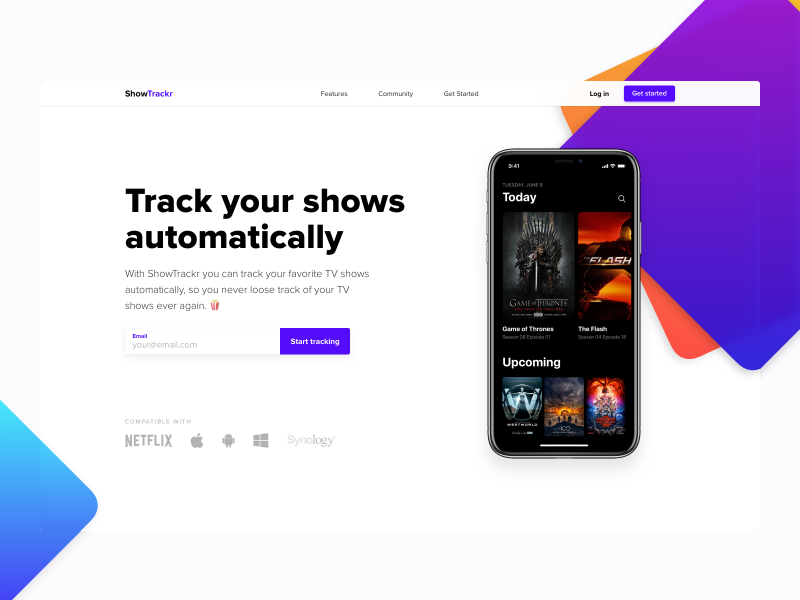 ShowTrackr
Features
Community
Get Started
Log in
Get started
Track your shows
automatically
With ShowTrackr you can track your favorite TV shows
automatically, so you never loose track of your TV
shows ever again. 🍿
Email
your@email.com
Start tracking
COMPATIBLE WITH
NETFLIX
Synology
9:41
TUESDAY, JUNE 6
Today
GAME OF THRONES
THE FLASH
Game of Thrones
Season 08 Episode 01
The Flash
Season 04 Episode 18
Upcoming
WESTWORLD